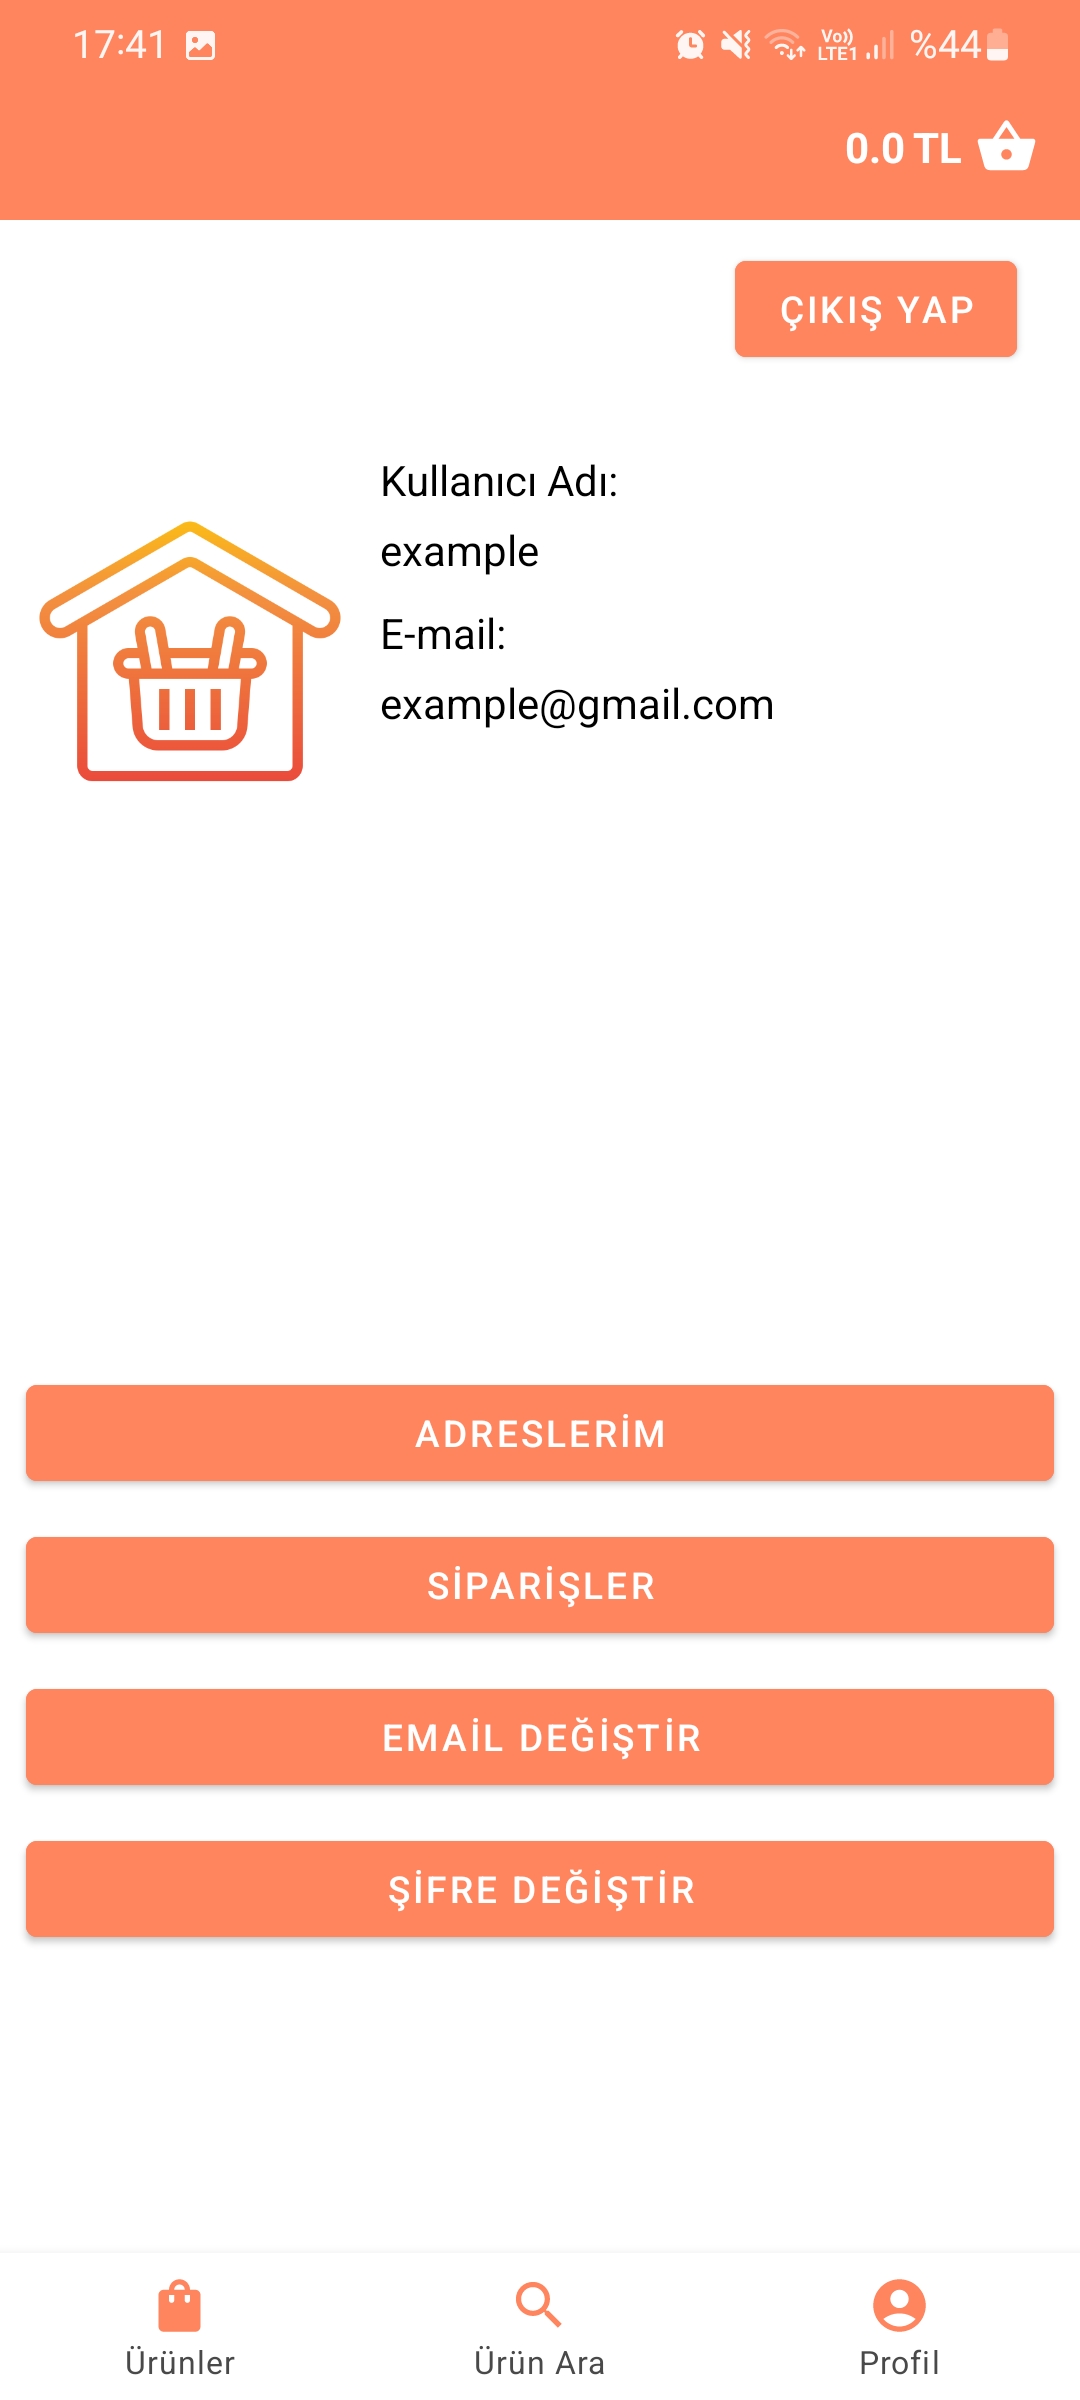 17:41
Vo)) LTE1 %44
0.0 TL
ÇIKIŞ YAP
Kullanıcı Adı:
example
E-mail:
example@gmail.com
ADRESLERİM
SİPARİŞLER
EMAİL DEĞİŞTİR
ŞİFRE DEĞİŞTİR
Ürünler
Ürün Ara
Profil